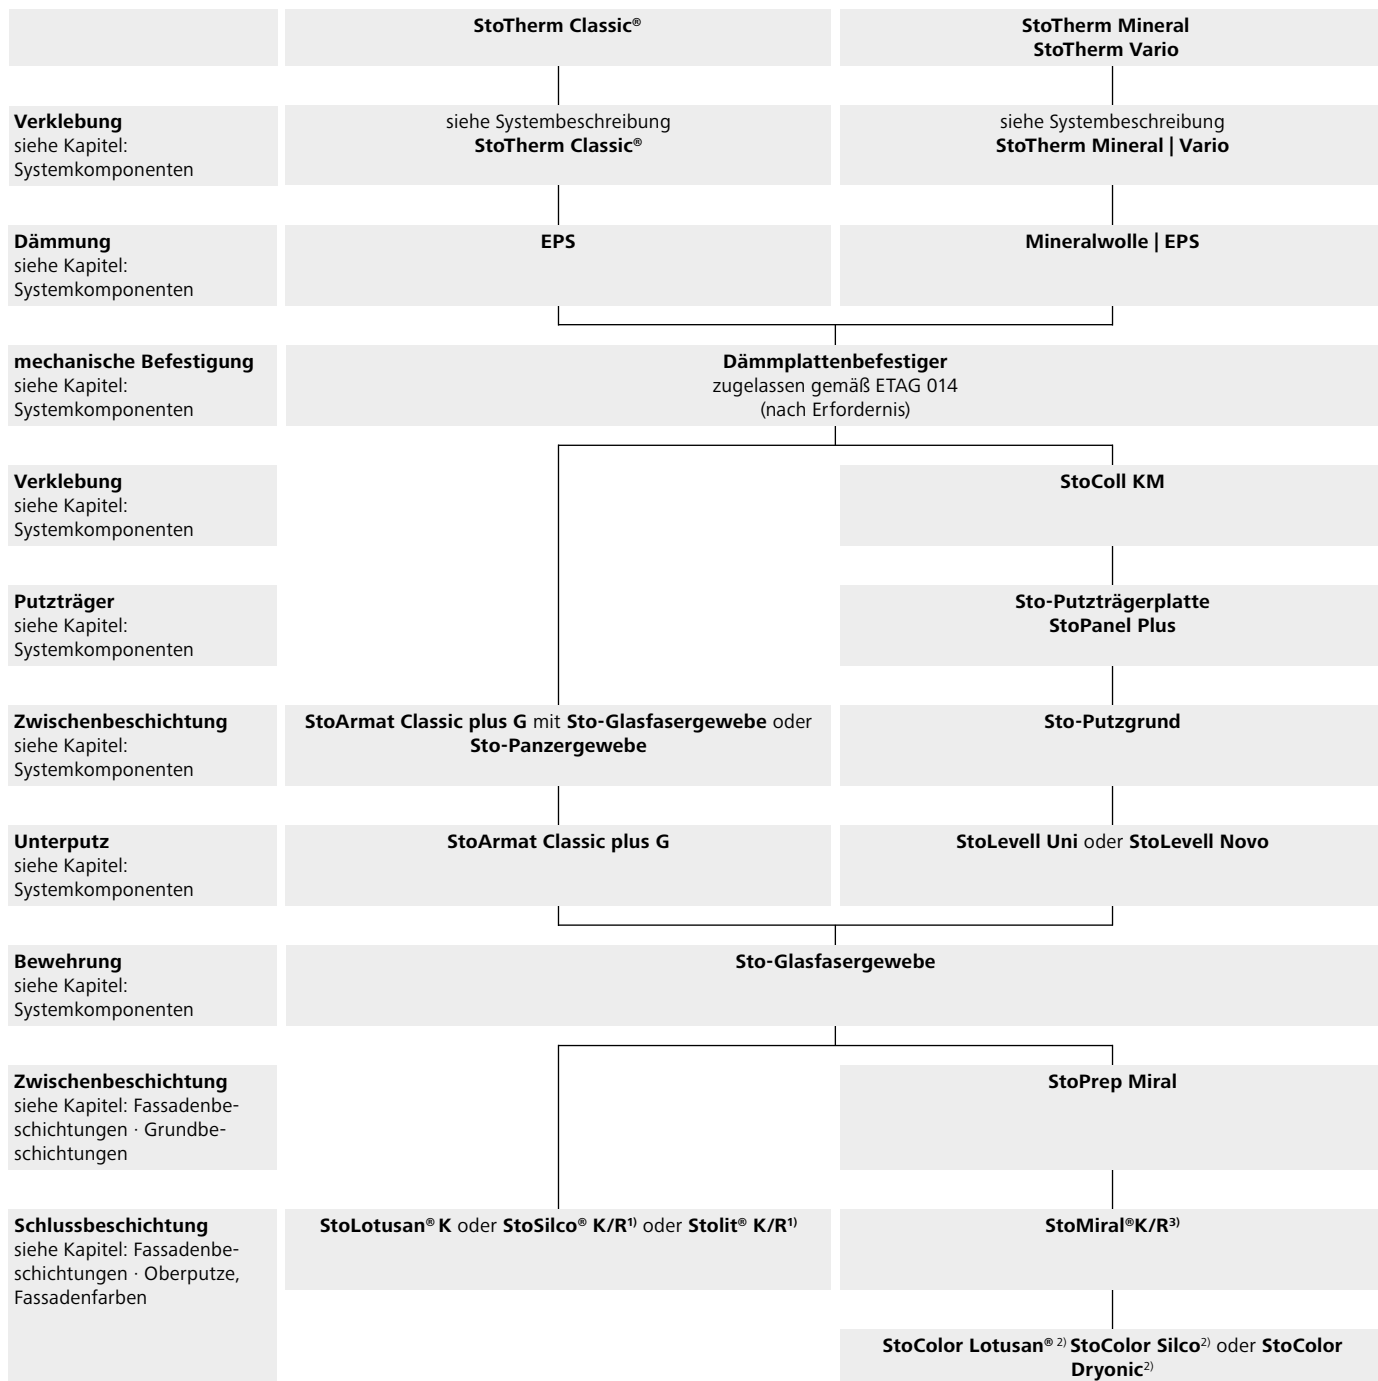 StoTherm Classic®
StoTherm Mineral
StoTherm Vario
Verklebung
siehe Kapitel:
Systemkomponenten
siehe Systembeschreibung
StoTherm Classic®
siehe Systembeschreibung
StoTherm Mineral | Vario
Dämmung
siehe Kapitel:
Systemkomponenten
EPS
Mineralwolle | EPS
mechanische Befestigung
siehe Kapitel:
Systemkomponenten
Dämmplattenbefestiger
zugelassen gemäß ETAG 014
(nach Erfordernis)
Verklebung
siehe Kapitel:
Systemkomponenten
StoColl KM
Putzträger
siehe Kapitel:
Systemkomponenten
Sto-Putzträgerplatte
StoPanel Plus
Zwischenbeschichtung
siehe Kapitel:
Systemkomponenten
StoArmat Classic plus G mit Sto-Glasfasergewebe oder
Sto-Panzergewebe
Sto-Putzgrund
Unterputz
siehe Kapitel:
Systemkomponenten
StoArmat Classic plus G
StoLevell Uni oder StoLevell Novo
Bewehrung
siehe Kapitel:
Systemkomponenten
Sto-Glasfasergewebe
Zwischenbeschichtung
siehe Kapitel: Fassadenbe-
schichtungen · Grundbe-
schichtungen
StoPrep Miral
Schlussbeschichtung
siehe Kapitel: Fassadenbe-
schichtungen · Oberputze,
Fassadenfarben
StoLotusan® K oder StoSilco® K/R1) oder Stolit® K/R1)
StoMiral®K/R3)
StoColor Lotusan® 2) StoColor Silco2) oder StoColor
Dryonic2)